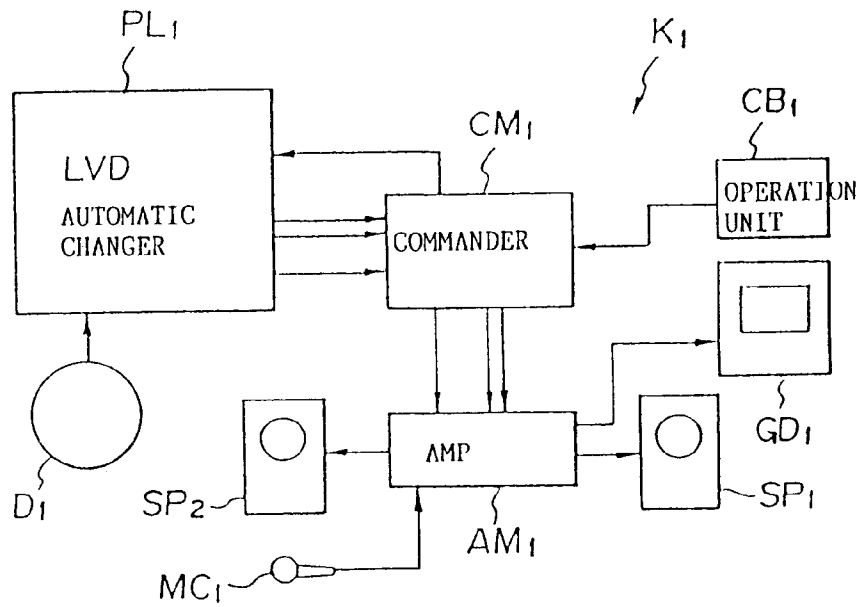 PL₁
K₁
CM₁
CB₁
LVD
AUTOMATIC
CHANGER
COMMANDER
OPERATION
UNIT
D₁
SP₂
AMP
GD₁
SP₁
AM₁
MC₁